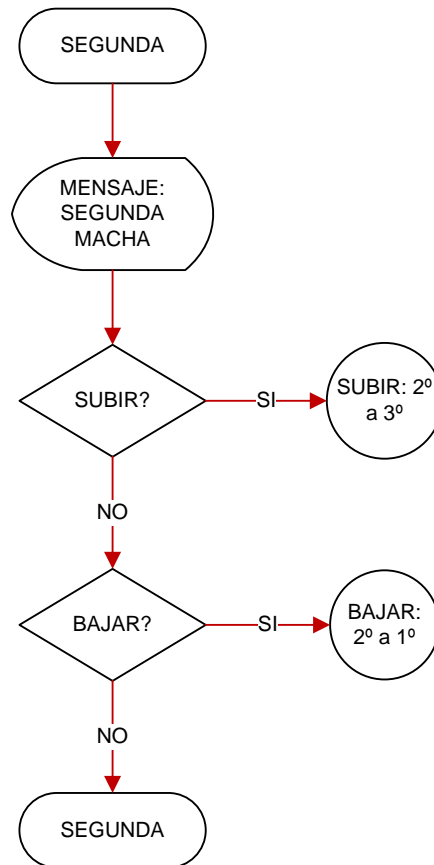 SEGUNDA
MENSAJE:
SEGUNDA
MACHA
SUBIR?
SI
SUBIR: 2º
a 3º
NO
BAJAR?
SI
BAJAR:
2º a 1º
NO
SEGUNDA